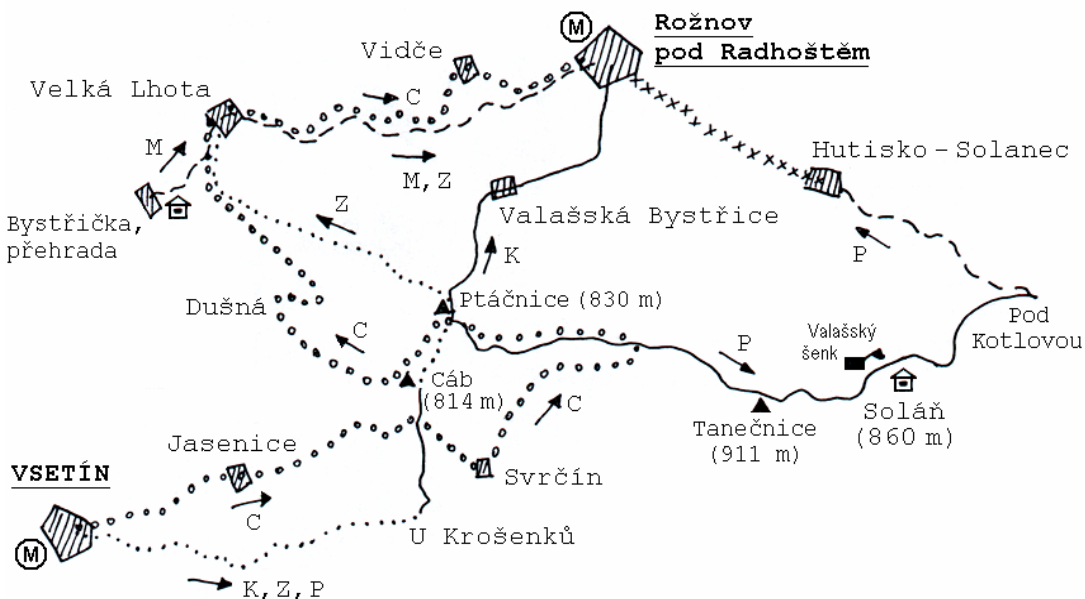 Rožnov
pod Radhoštěm
M
Vidče
Velká Lhota
C
M
M, Z
Hutisko – Solanec
Bystřička,
přehrada
Z
Valašská Bystřice
K
P
Dušná
Ptáčnice (830 m)
Pod
Kotlovou
C
P
Valašský
šenk
Cáb
(814 m)
C
Soláň
(860 m)
Tanečnice
(911 m)
Jasenice
Svrčín
VSETÍN
C
U Krošenků
M
K, Z, P